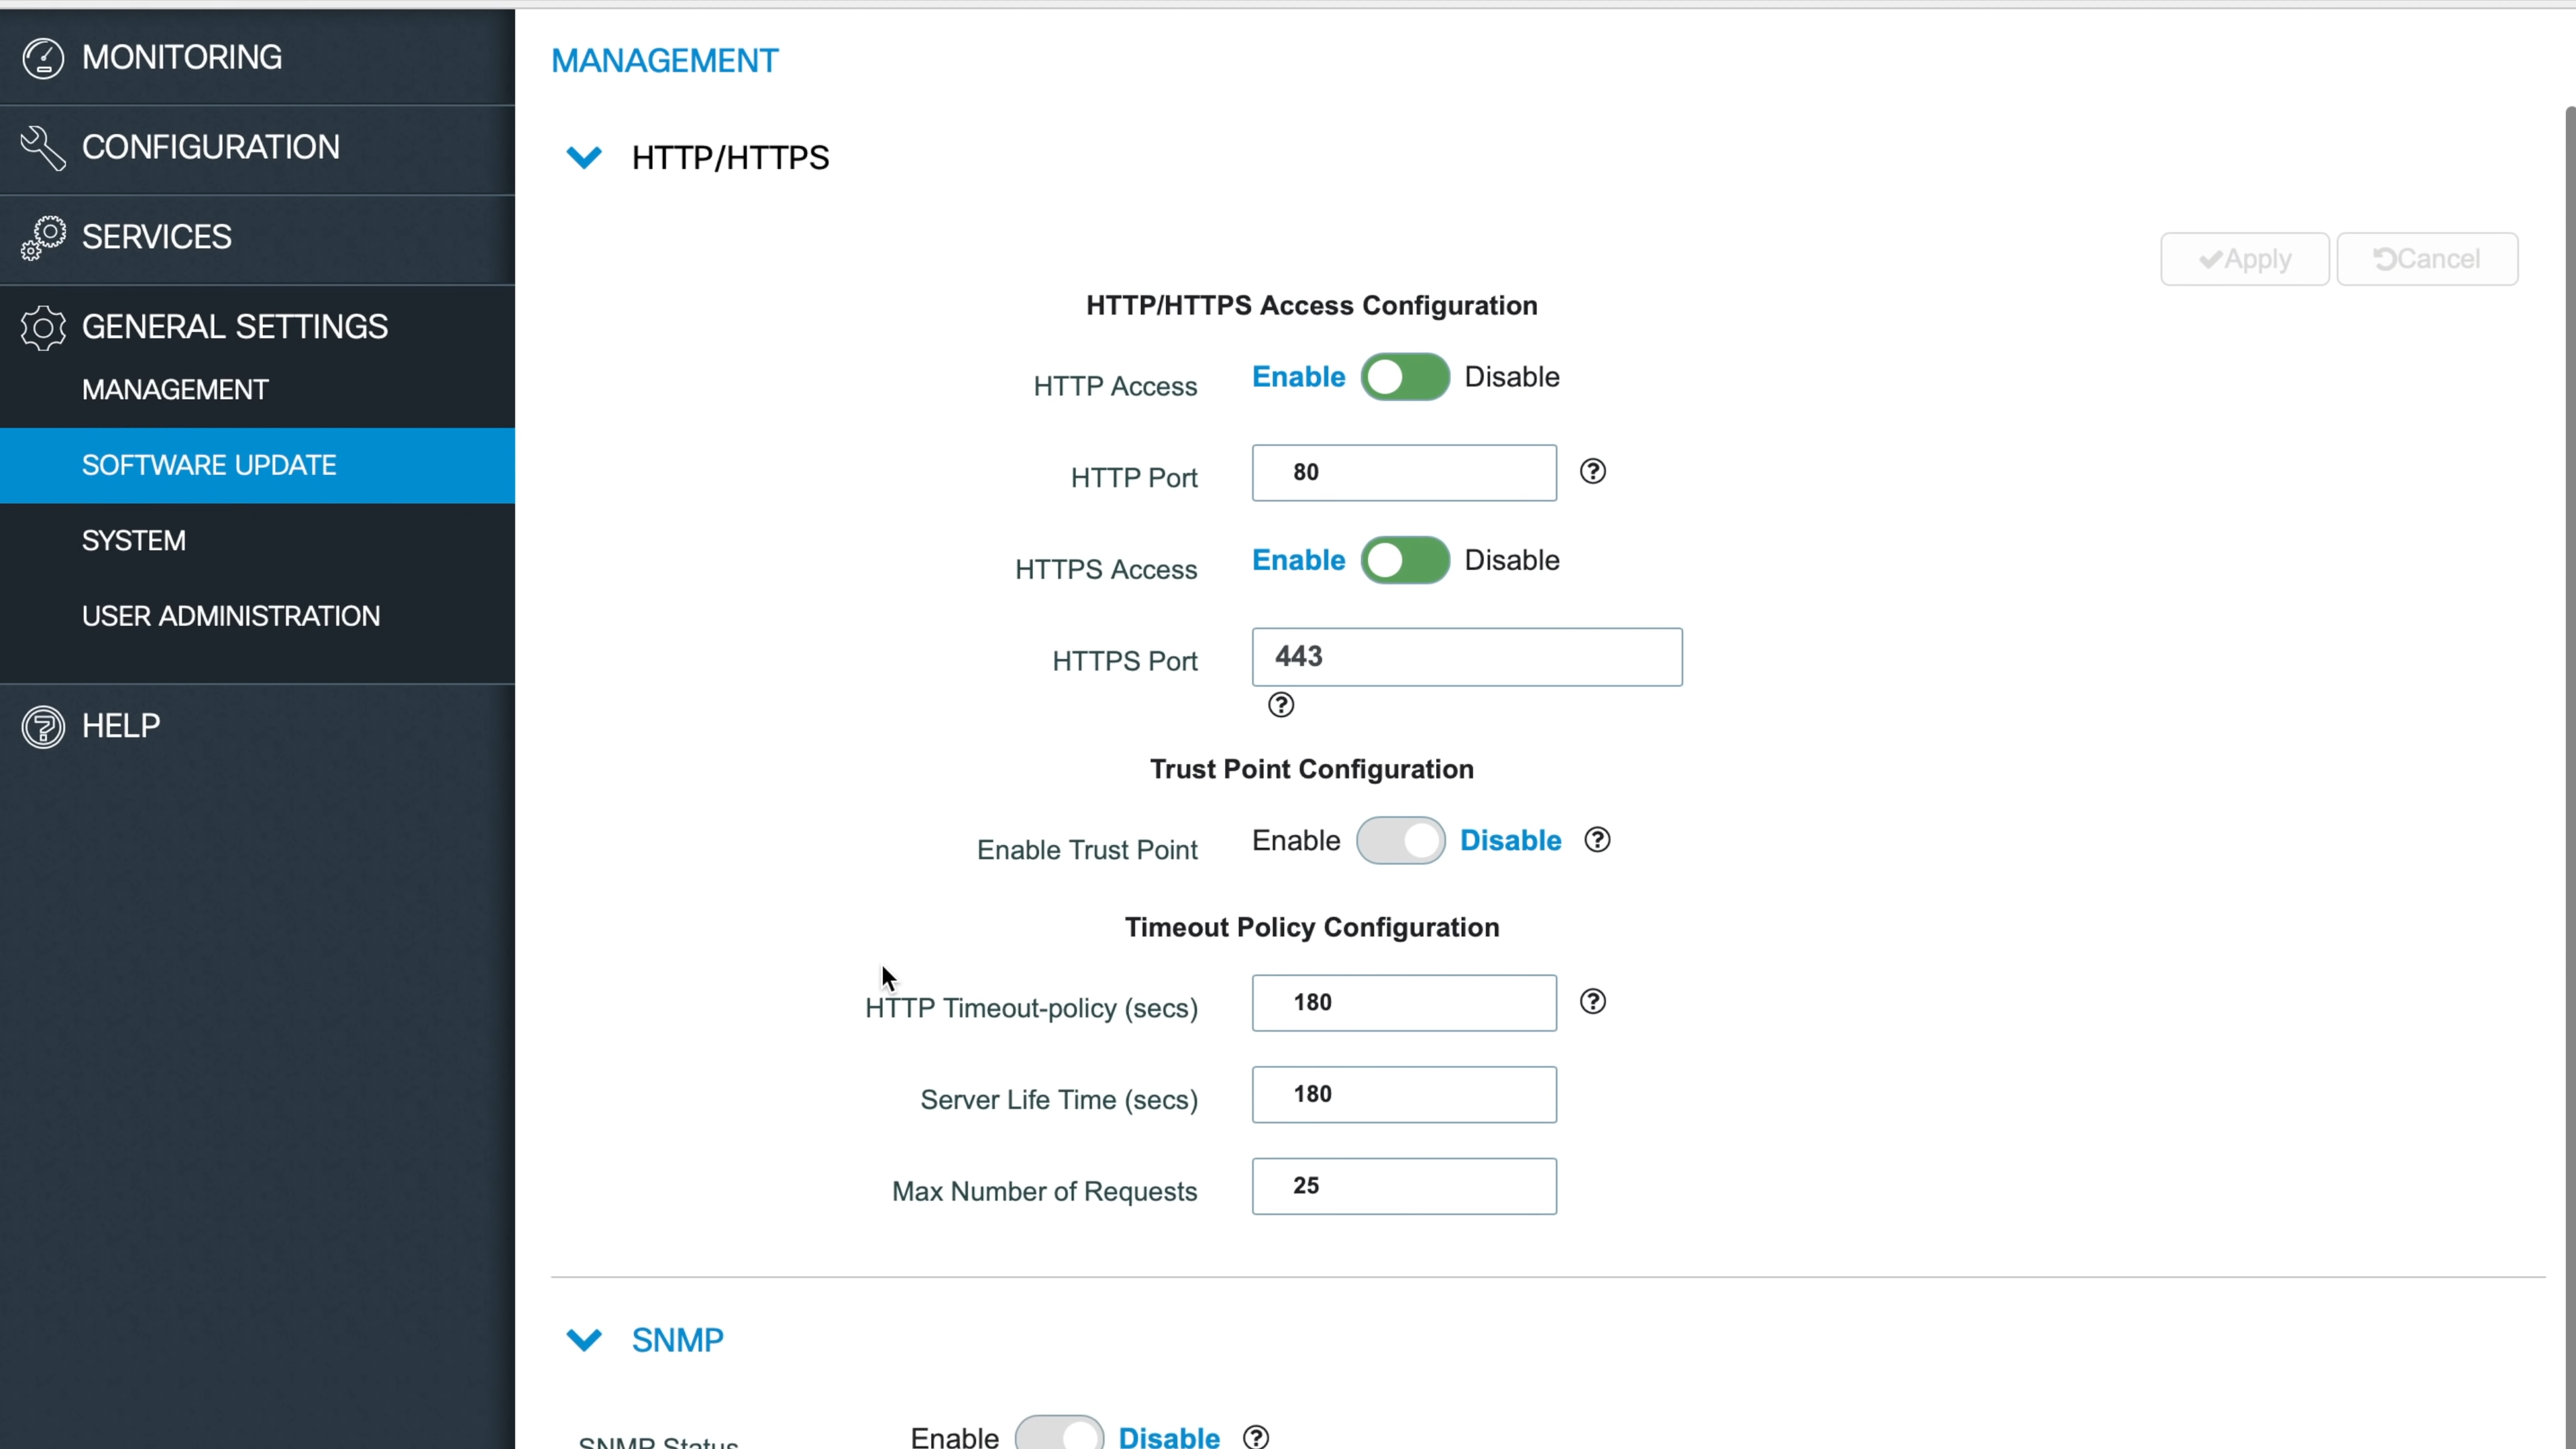 MONITORING
CONFIGURATION
SERVICES
GENERAL SETTINGS
MANAGEMENT
SOFTWARE UPDATE
SYSTEM
USER ADMINISTRATION
HELP
MANAGEMENT
HTTP/HTTPS
Apply Cancel
HTTP/HTTPS Access Configuration
HTTP Access Enable Disable
HTTP Port 80
HTTPS Access Enable Disable
HTTPS Port 443
Trust Point Configuration
Enable Trust Point Enable Disable
Timeout Policy Configuration
HTTP Timeout-policy (secs) 180
Server Life Time (secs) 180
Max Number of Requests 25
SNMP
SNMP Status Enable Disable